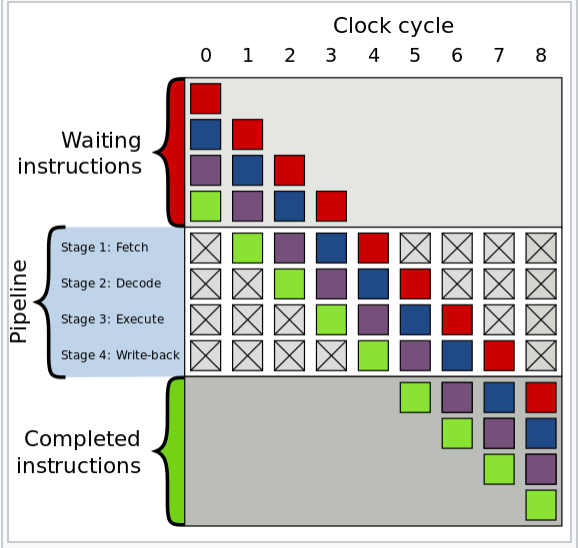 Clock cycle
0 1 2 3 4 5 6 7 8
Waiting
instructions
Pipeline
Stage 1: Fetch
Stage 2: Decode
Stage 3: Execute
Stage 4: Write-back
Completed
instructions